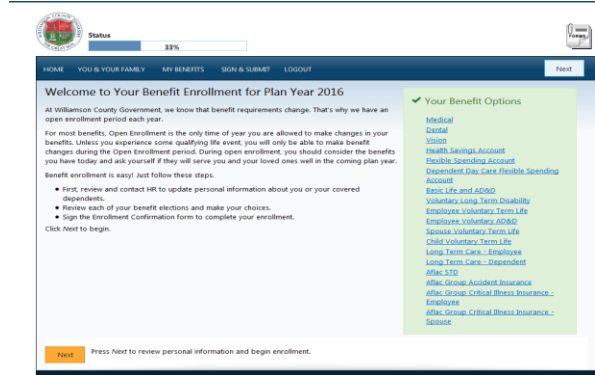 Status
33%
FORMS
HOME YOU & YOUR FAMILY MY BENEFITS SIGN & SUBMIT LOGOUT Next
Welcome to Your Benefit Enrollment for Plan Year 2016
At Williamson County Government, we know that benefit requirements change. That's why we have an
open enrollment period each year.
For most benefits, Open Enrollment is the only time of year you are allowed to make changes in your
benefits. Unless you experience some qualifying life event, you will only be able to make benefit
changes during the Open Enrollment period. During open enrollment, you should consider the benefits
you have today and ask yourself if they will serve you and your loved ones well in the coming plan year.
Benefit enrollment is easy! Just follow these steps.
• First, review and contact HR to update personal information about you or your covered
dependents.
• Review each of your benefit elections and make your choices.
• Sign the Enrollment Confirmation form to complete your enrollment.
Click Next to begin.
✔ Your Benefit Options
Medical
Dental
Vision
Health Savings Account
Flexible Spending Account
Dependent Day Care Flexible Spending
Account
Basic Life and AD&D
Voluntary Long Term Disability
Employee Voluntary Term Life
Employee Voluntary AD&D
Spouse Voluntary Term Life
Child Voluntary Term Life
Long Term Care - Employee
Long Term Care - Dependent
Aflac STD
Aflac Group Accident Insurance
Aflac Group Critical Illness Insurance -
Employee
Aflac Group Critical Illness Insurance -
Spouse
Next Press Next to review personal information and begin enrollment.